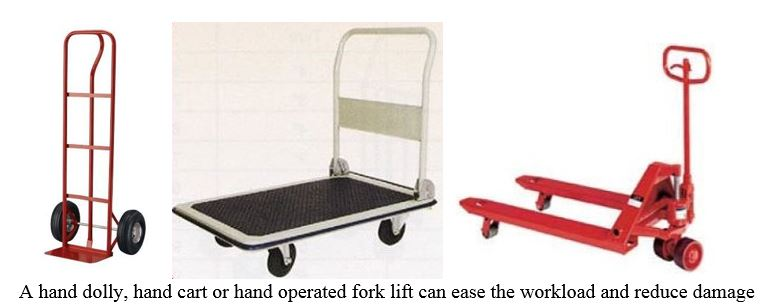 A hand dolly, hand cart or hand operated fork lift can ease the workload and reduce damage